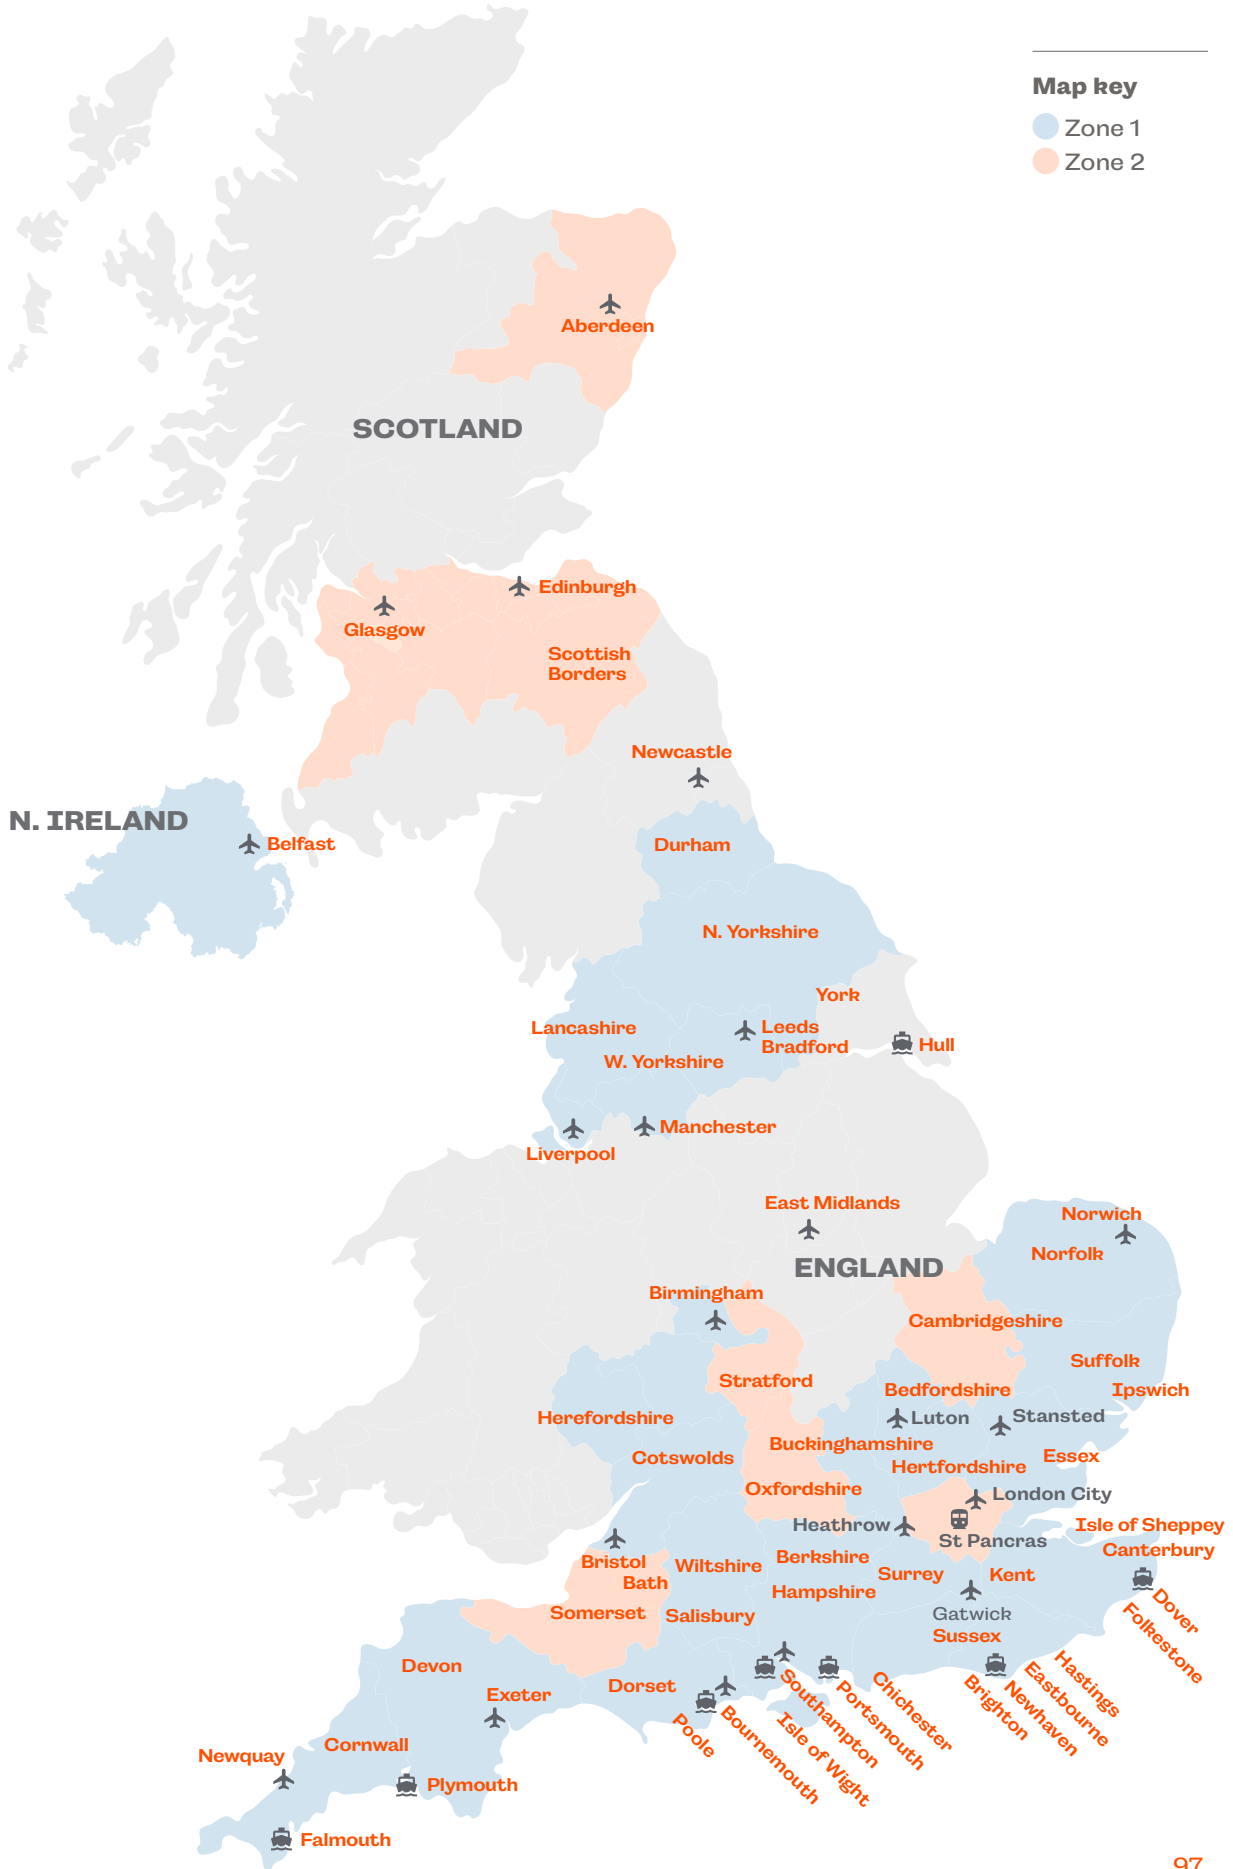 Map key
Zone 1
Zone 2
Aberdeen
SCOTLAND
Edinburgh
Glasgow
Scottish
Borders
Newcastle
N. IRELAND
Belfast
Durham
N. Yorkshire
York
Lancashire
Leeds
Bradford
Hull
W. Yorkshire
Manchester
Liverpool
East Midlands
Norwich
Norfolk
ENGLAND
Birmingham
Cambridgeshire
Suffolk
Stratford
Bedfordshire
Ipswich
Herefordshire
Luton
Stansted
Buckinghamshire
Cotswolds
Essex
Hertfordshire
Oxfordshire
London City
Heathrow
Isle of Sheppey
St Pancras
Canterbury
Berkshire
Bristol
Wiltshire
Surrey
Kent
Bath
Hampshire
Dover
Folkestone
Somerset
Salisbury
Gatwick
Sussex
Devon
Dorset
Exeter
Hastings
Eastbourne
Newhaven
Brighton
Chichester
Portsmouth
Southampton
Isle of Wight
Bournemouth
Poole
Cornwall
Newquay
Plymouth
Falmouth
97